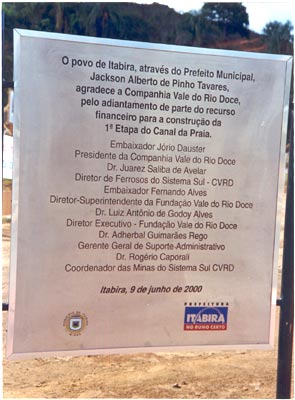 O povo de Itabira, através do Prefeito Municipal,
Jackson Alberto de Pinho Tavares,
agradece a Companhia Vale do Rio Doce,
pelo adiantamento de parte do recurso
financeiro para a construção da
1ª Etapa do Canal da Praia.
Embaixador Jório Dauster
Presidente da Companhia Vale do Rio Doce
Dr. Juarez Saliba de Avelar
Diretor de Ferrosos do Sistema Sul - CVRD
Embaixador Fernando Alves
Diretor-Superintendente da Fundação Vale do Rio Doce
Dr. Luiz Antônio de Godoy Alves
Diretor Executivo - Fundação Vale do Rio Doce
Dr. Adherbal Guimarães Rego
Gerente Geral de Suporte Administrativo
Dr. Rogério Caporali
Coordenador das Minas do Sistema Sul CVRD
Itabira, 9 de junho de 2000
PREFEITURA
ITABIRA
NO RUMO CERTO